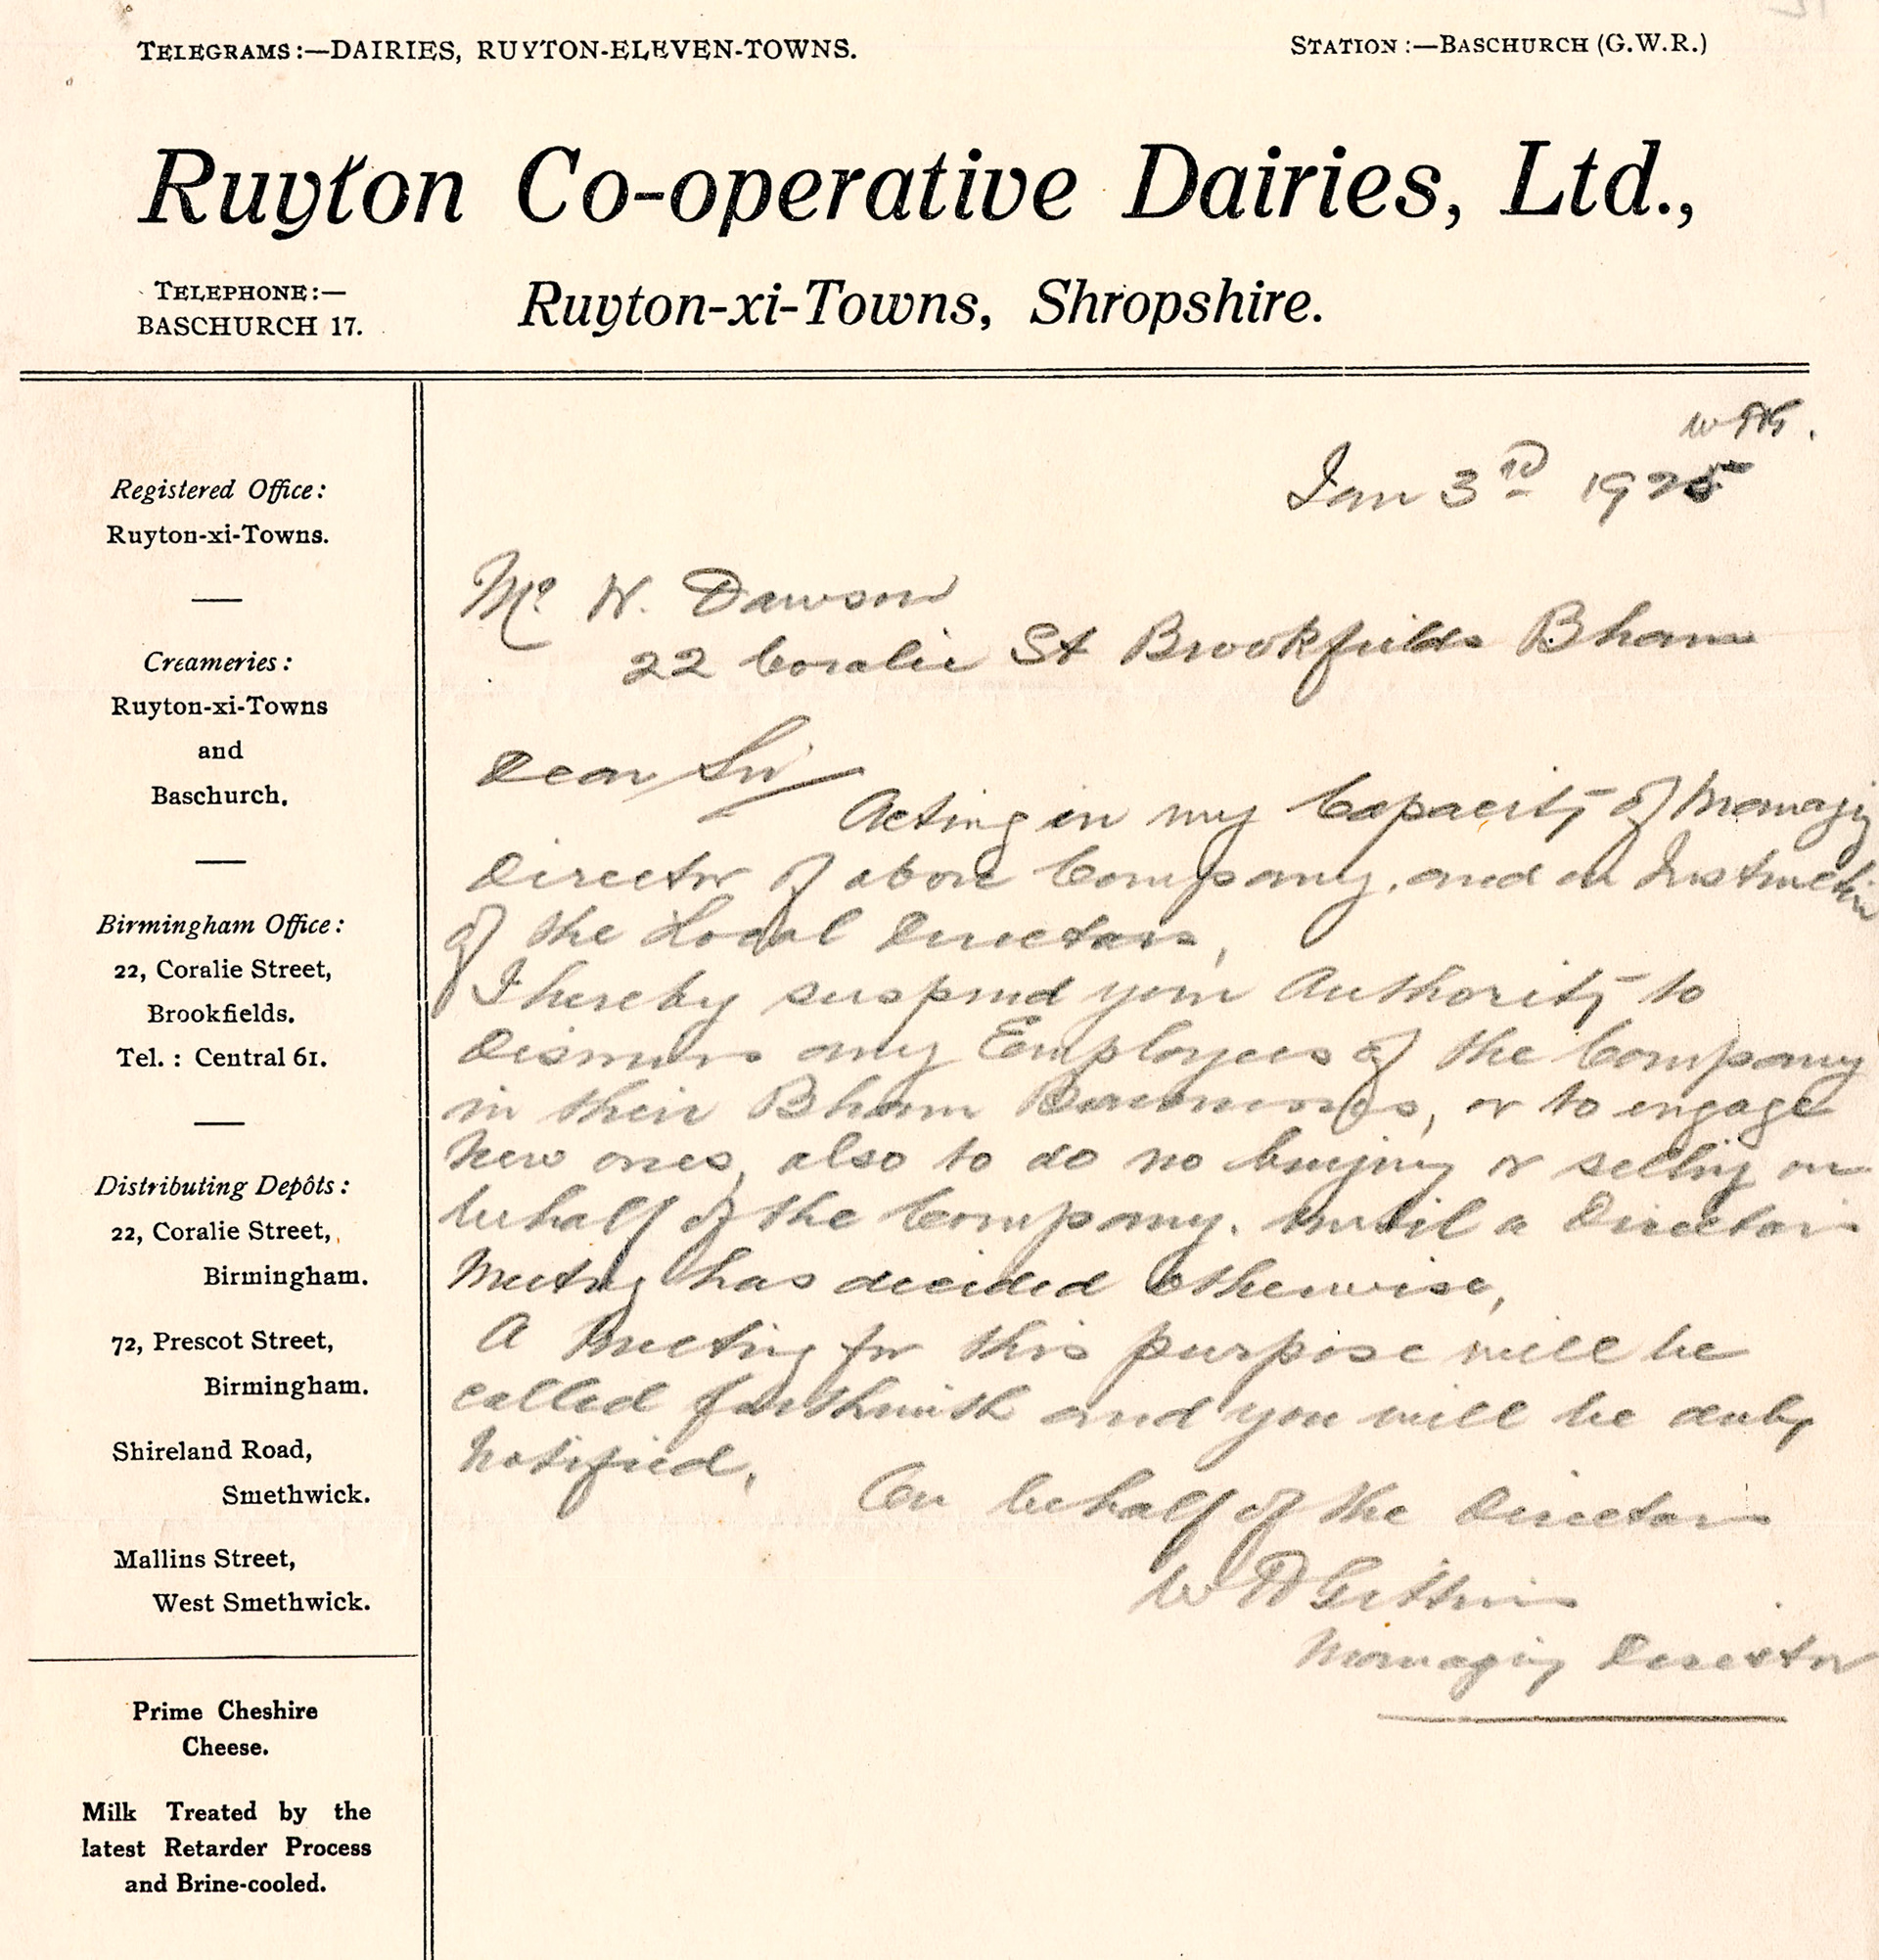 TELEGRAMS:—DAIRIES, RUYTON-ELEVEN-TOWNS.
STATION:—BASCHURCH (G.W.R.)
Ruyton Co-operative Dairies, Ltd.,
TELEPHONE:—
BASCHURCH 17.
Ruyton-xi-Towns, Shropshire.
Registered Office:
Ruyton-xi-Towns.
Creameries:
Ruyton-xi-Towns
and
Baschurch.
Birmingham Office:
22, Coralie Street,
Brookfields.
Tel.: Central 61.
Distributing Depôts:
22, Coralie Street,
Birmingham.
72, Prescot Street,
Birmingham.
Shireland Road,
Smethwick.
Mallins Street,
West Smethwick.
Prime Cheshire
Cheese.
Milk Treated by the
latest Retarder Process
and Brine-cooled.
Jan 3rd 1925
Mr W. Dawson
22 Coralie St Brookfields Bham
Dear Sir
Acting in my Capacity of Managing
Director of above Company, and on Instruction
of the Local Directors,
I hereby suspend your Authority to
Dismiss any Employees of the Company
in their Bham Businesses, or to engage
New ones, also to do no buying or selling on
behalf of the Company. until a Directors
Meeting has decided otherwise,
A Meeting for this purpose will be
called forthwith and you will be duly
Notified,
On behalf of the Directors
Managing Director